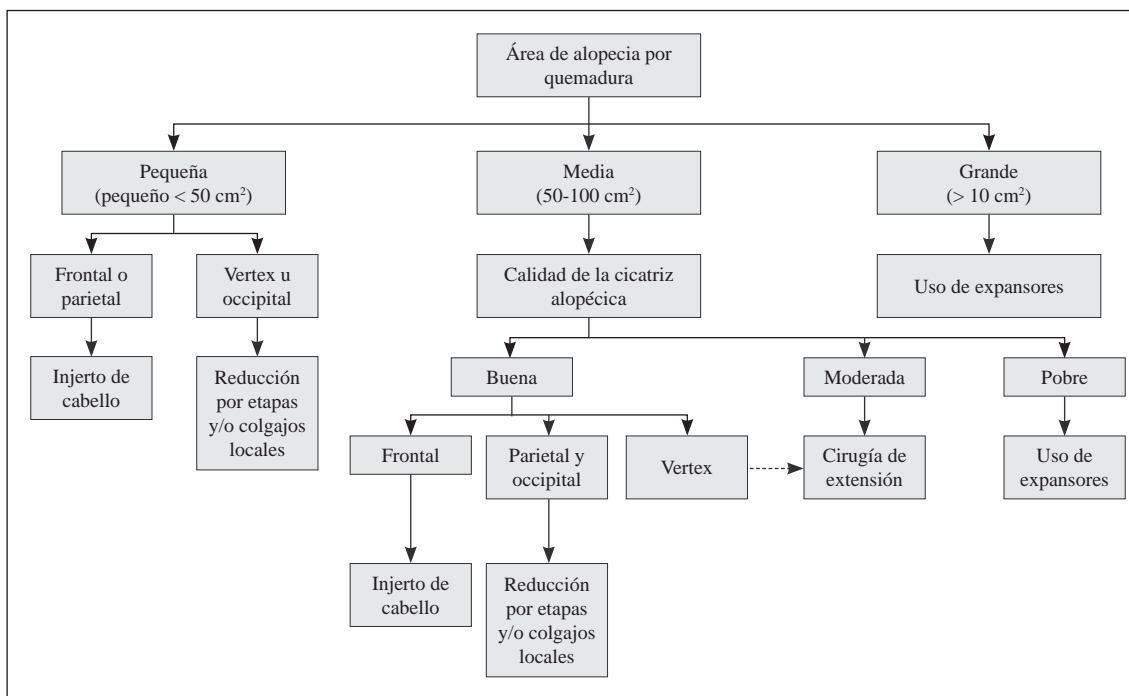 Área de alopecia por
quemadura
Pequeña
(pequeño < 50 cm²)
Media
(50-100 cm²)
Grande
(> 10 cm²)
Frontal o
parietal
Vertex u
occipital
Calidad de la cicatriz
alopécica
Uso de expansores
Injerto de
cabello
Reducción
por etapas
y/o colgajos
locales
Buena
Moderada
Pobre
Frontal
Parietal y
occipital
Vertex
Cirugía de
extensión
Uso de
expansores
Injerto de
cabello
Reducción
por etapas
y/o colgajos
locales